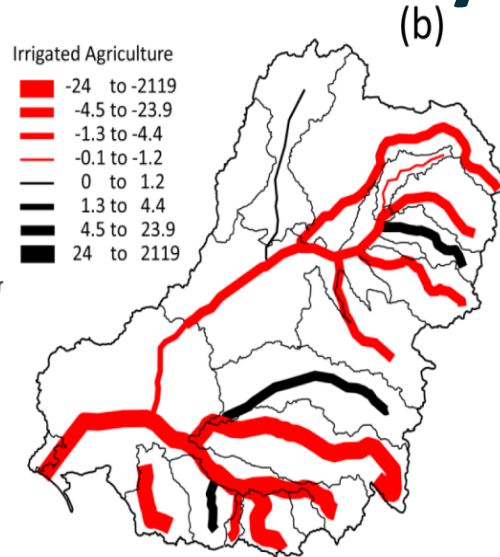 (b)
Irrigated Agriculture
-24 to -2119
-4.5 to -23.9
-1.3 to -4.4
-0.1 to -1.2
0 to 1.2
1.3 to 4.4
4.5 to 23.9
24 to 2119